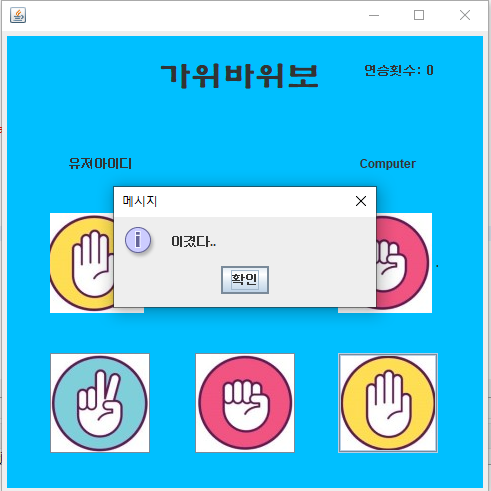 가위바위보
연승횟수: 0
유저아이디
Computer
메시지
이겼다..
확인